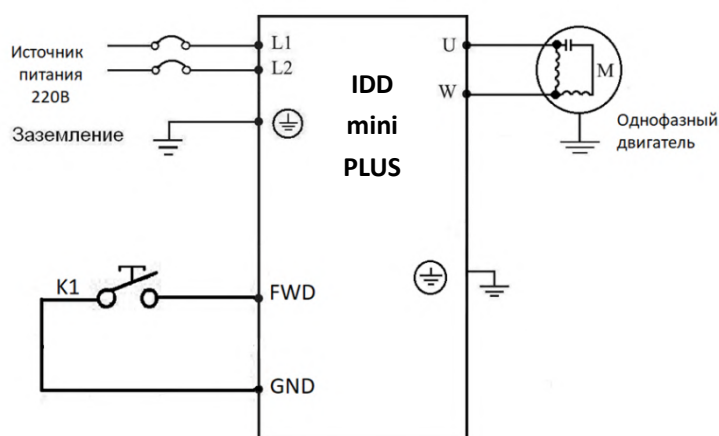 Источник
питания
220В
Заземление
L1
L2
IDD
mini
PLUS
U
W
M
Однофазный
двигатель
K1
FWD
GND